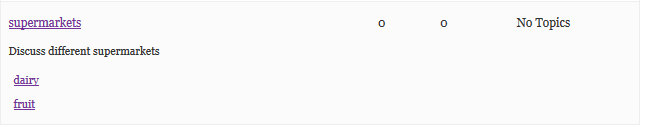 supermarkets 0 0 No Topics
Discuss different supermarkets
dairy
fruit